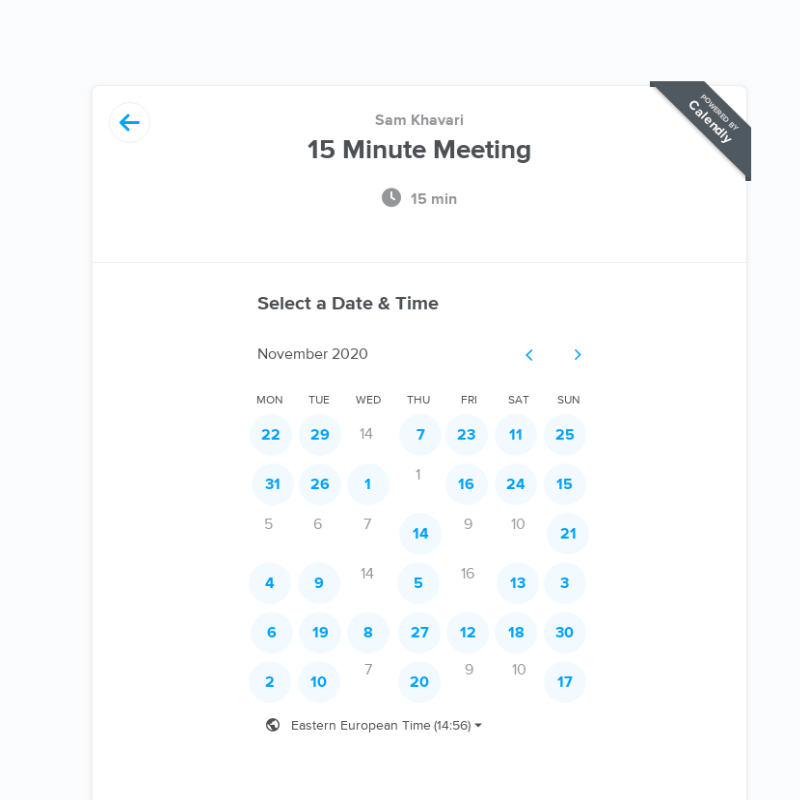 POWERED BY
Calendly
Sam Khavari
15 Minute Meeting
15 min
Select a Date & Time
November 2020
MON TUE WED THU FRI SAT SUN
22 29 14 7 23 11 25
31 26 1 1 16 24 15
5 6 7 14 9 10 21
4 9 14 5 16 13 3
6 19 8 27 12 18 30
2 10 7 20 9 10 17
Eastern European Time (14:56)